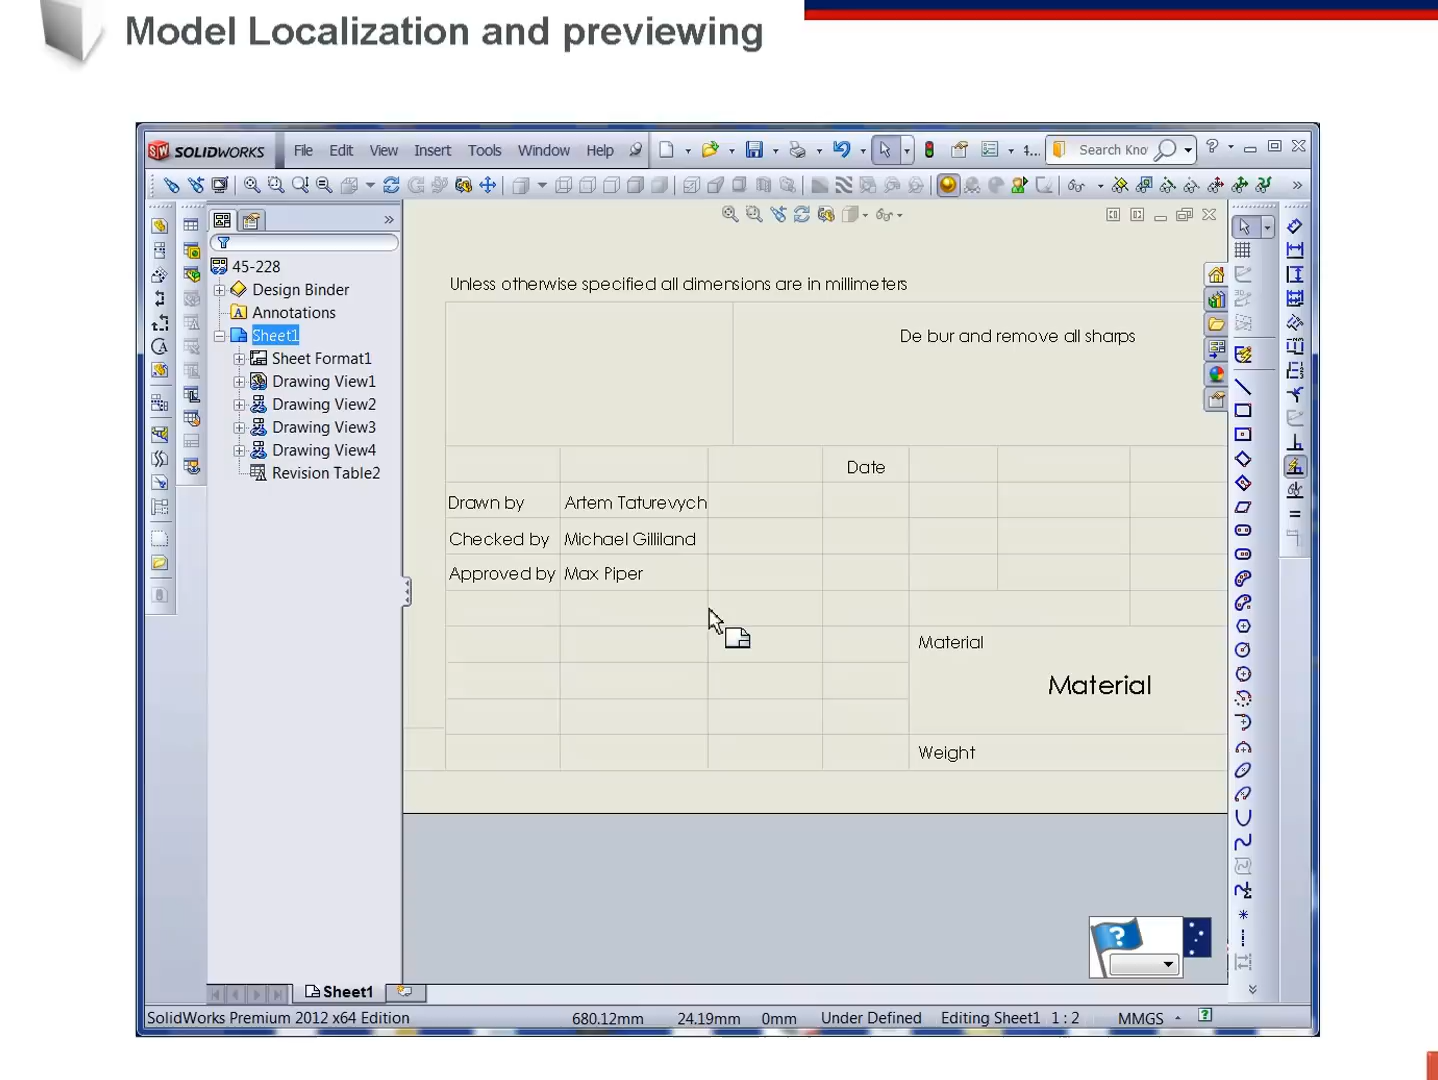 Model Localization and previewing
SOLIDWORKS File Edit View Insert Tools Window Help 1... Search Kno
45-228
Design Binder
Annotations
Sheet1
Sheet Format1
Drawing View1
Drawing View2
Drawing View3
Drawing View4
Revision Table2
Unless otherwise specified all dimensions are in millimeters
De bur and remove all sharps
Date
Drawn by Artem Taturevych
Checked by Michael Gilliland
Approved by Max Piper
Material
Material
Weight
Sheet1
SolidWorks Premium 2012 x64 Edition 680.12mm 24.19mm 0mm Under Defined Editing Sheet1 1 : 2 MMGS